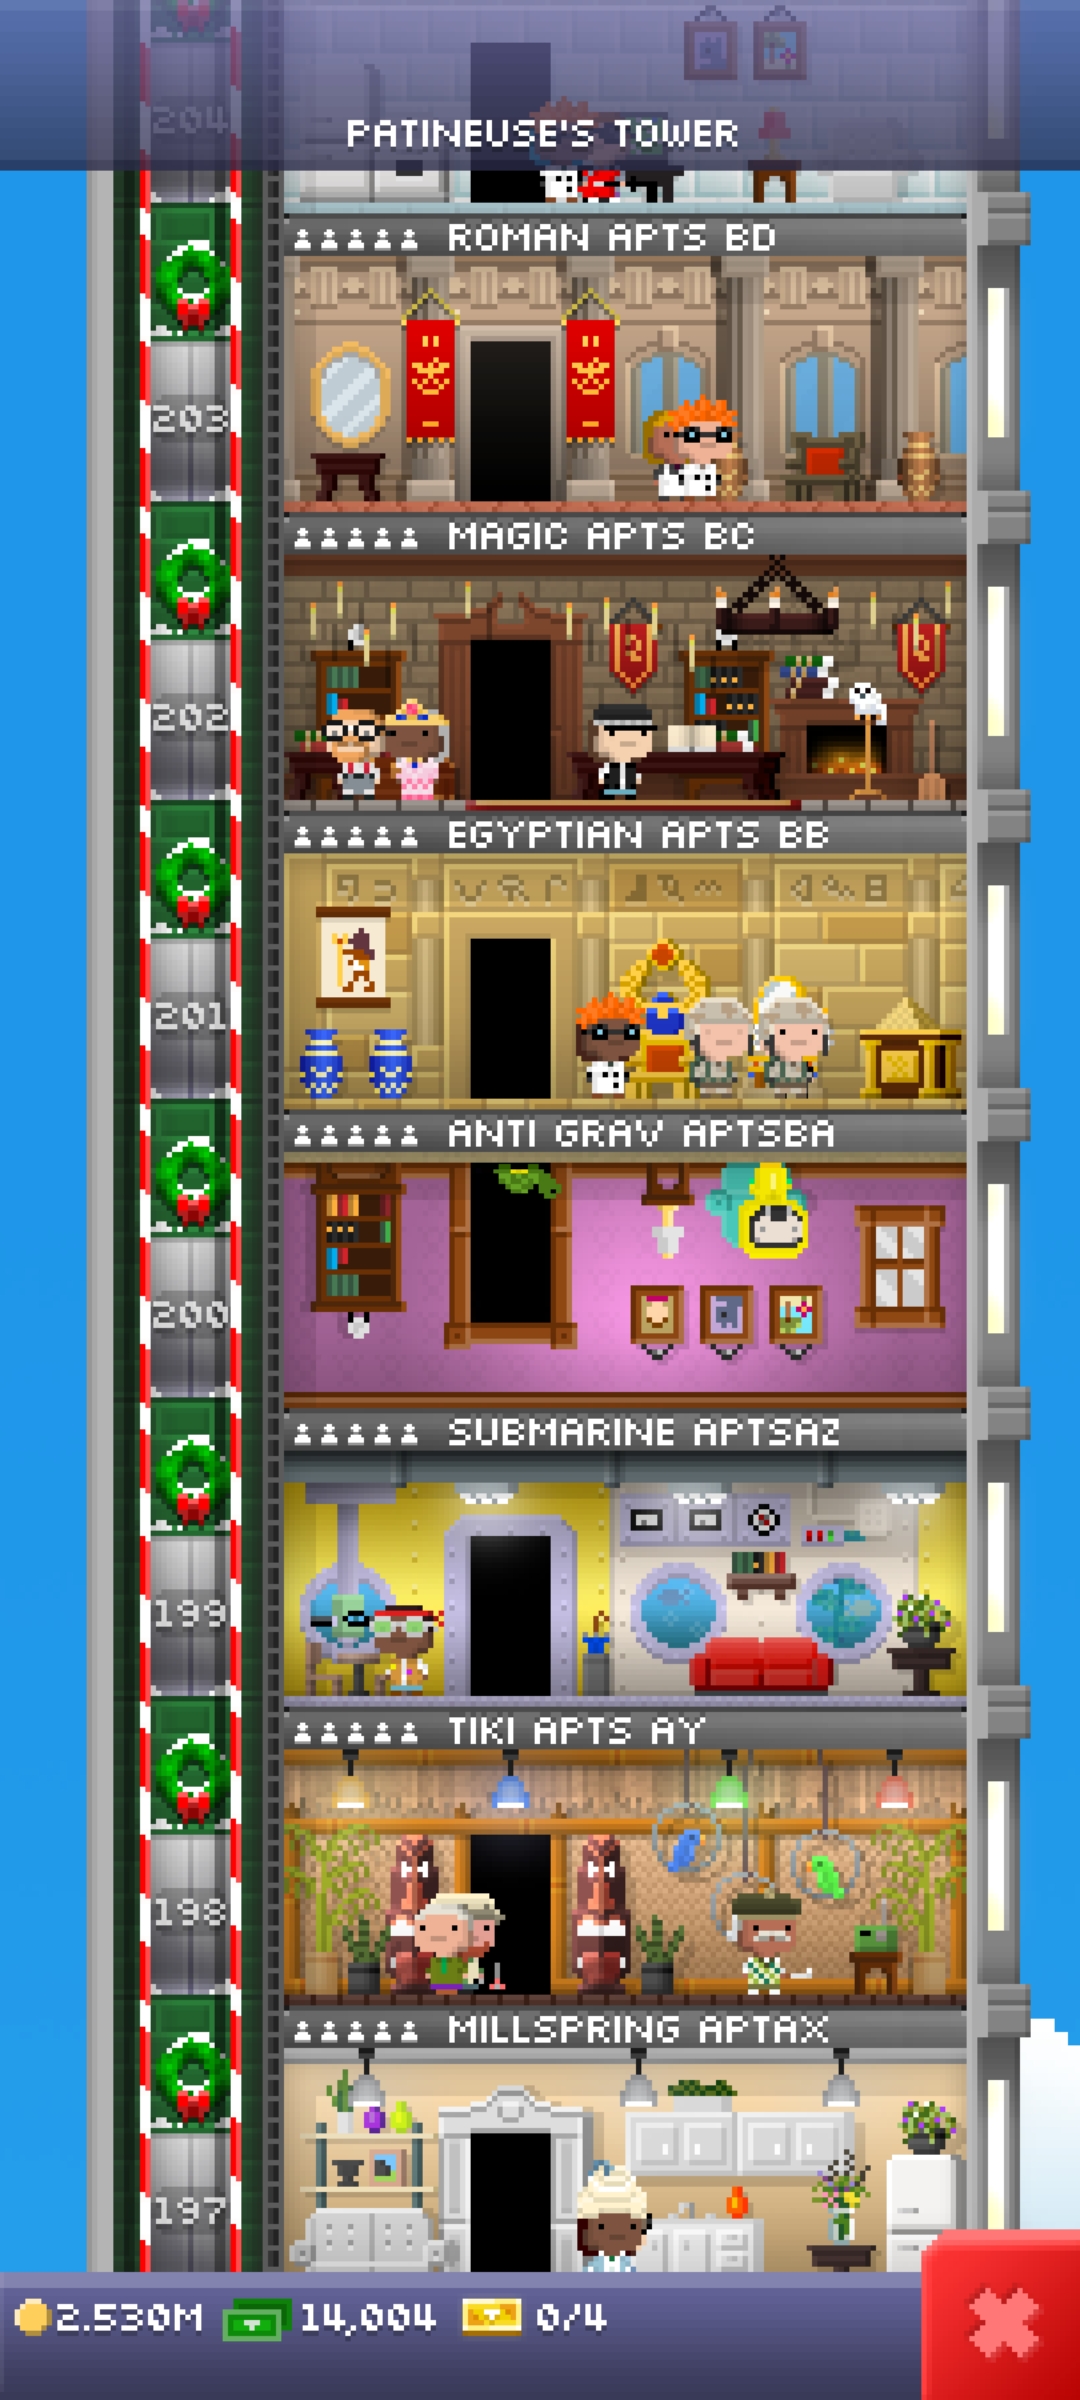 204
PATINEUSE'S TOWER
ROMAN APTS BD
203
MAGIC APTS BC
202
EGYPTIAN APTS BB
201
ANTI GRAV APTSBA
200
SUBMARINE APTSAZ
199
TIKI APTS AY
198
MILLSPRING APTAX
197
2.530M 14,004 0/4